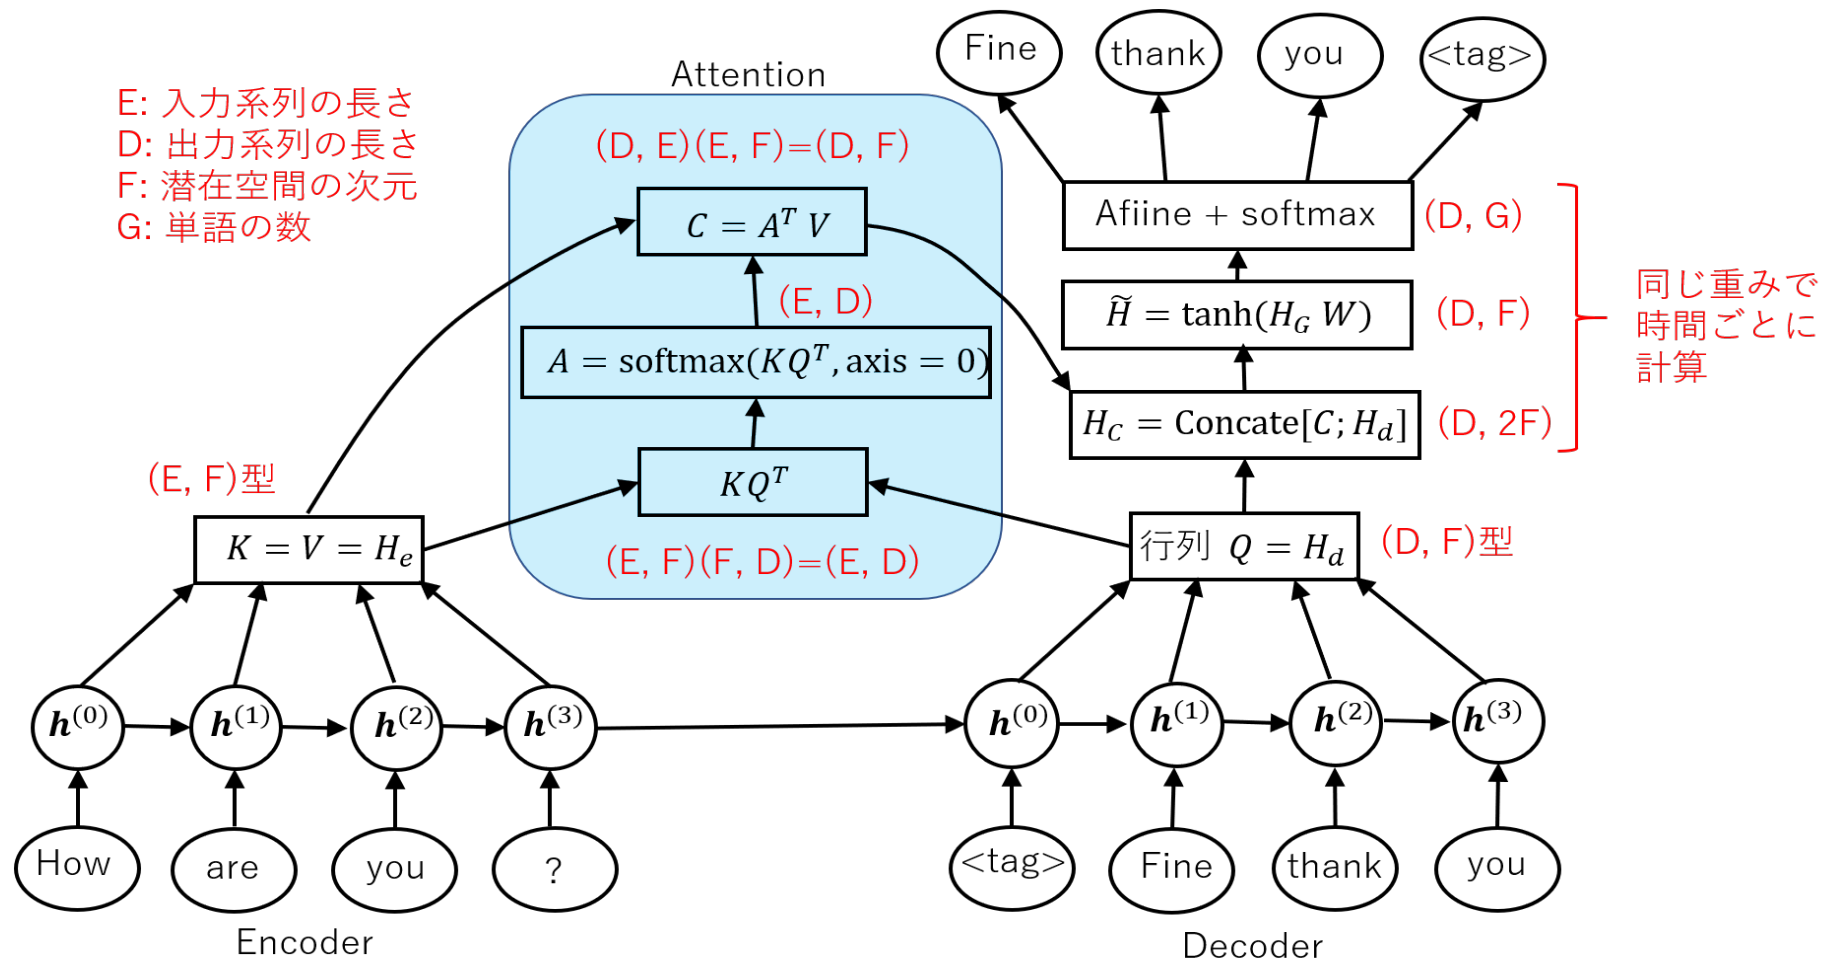 Fine
thank
you
<tag>
Attention
E: 入力系列の長さ
D: 出力系列の長さ
F: 潜在空間の次元
G: 単語の数
(D, E)(E, F)=(D, F)
C = A^T V
Afiine + softmax
(D, G)
(E, D)
H̃ = tanh(H_G W)
(D, F)
同じ重みで
時間ごとに
計算
A = softmax(KQ^T, axis = 0)
H_C = Concate[C; H_d]
(D, 2F)
(E, F)型
KQ^T
K = V = H_e
(E, F)(F, D)=(E, D)
行列 Q = H_d
(D, F)型
h^(0)
h^(1)
h^(2)
h^(3)
h^(0)
h^(1)
h^(2)
h^(3)
How
are
you
?
<tag>
Fine
thank
you
Encoder
Decoder